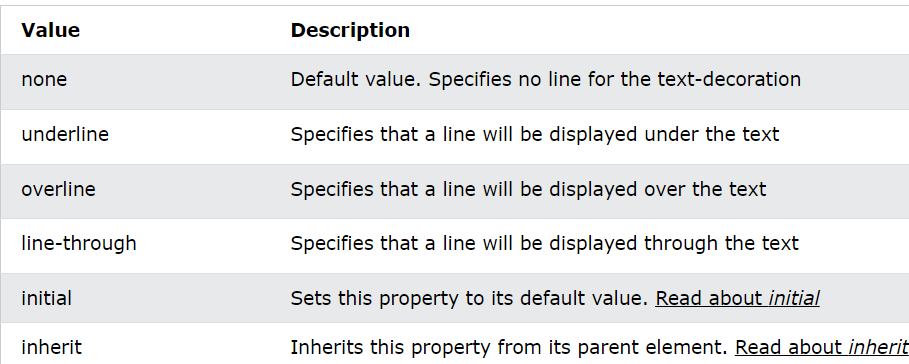 Value Description
none Default value. Specifies no line for the text-decoration
underline Specifies that a line will be displayed under the text
overline Specifies that a line will be displayed over the text
line-through Specifies that a line will be displayed through the text
initial Sets this property to its default value. Read about initial
inherit Inherits this property from its parent element. Read about inherit